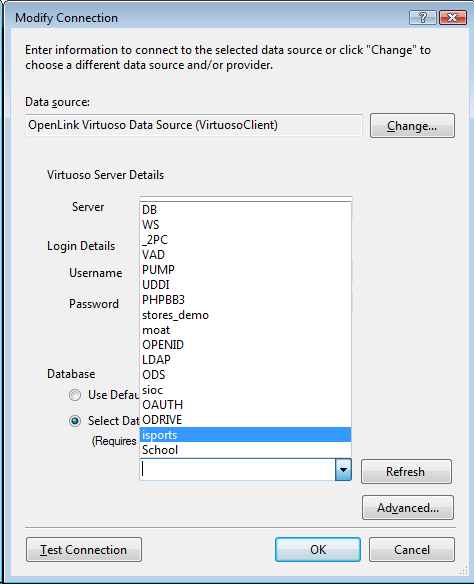 Modify Connection
?
Enter information to connect to the selected data source or click "Change" to
choose a different data source and/or provider.
Data source:
OpenLink Virtuoso Data Source (VirtuosoClient)
Change...
Virtuoso Server Details
Server
DB
WS
_2PC
VAD
PUMP
UDDI
PHPBB3
stores_demo
moat
OPENID
LDAP
ODS
sioc
OAUTH
ODRIVE
isports
School
Login Details
Username
Password
Database
Use Defau
Select Dat
(Requires
Refresh
Advanced...
Test Connection
OK
Cancel